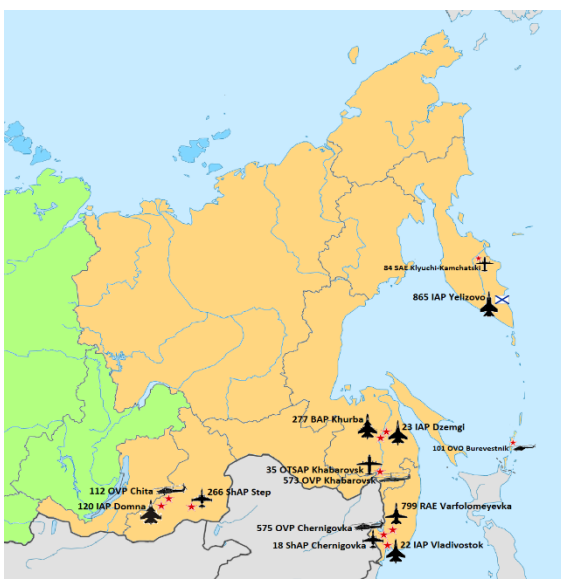 84 SAE Klyuchi-Kamchatski
865 IAP Yelizovo
277 BAP Khurba
23 IAP Dzemgi
101 OVO Burevestnik
35 OTSAP Khabarovsk
573 OVP Khabarovsk
112 OVP Chita
266 ShAP Step
120 IAP Domna
799 RAE Varfolomeyevka
575 OVP Chernigovka
18 ShAP Chernigovka
22 IAP Vladivostok